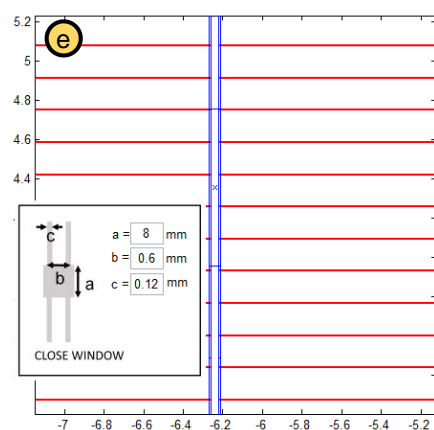 e
5.2
5
4.8
4.6
4.4
c
b
a
a = 8 mm
b = 0.6 mm
c = 0.12 mm
CLOSE WINDOW
-7 -6.8 -6.6 -6.4 -6.2 -6 -5.8 -5.6 -5.4 -5.2